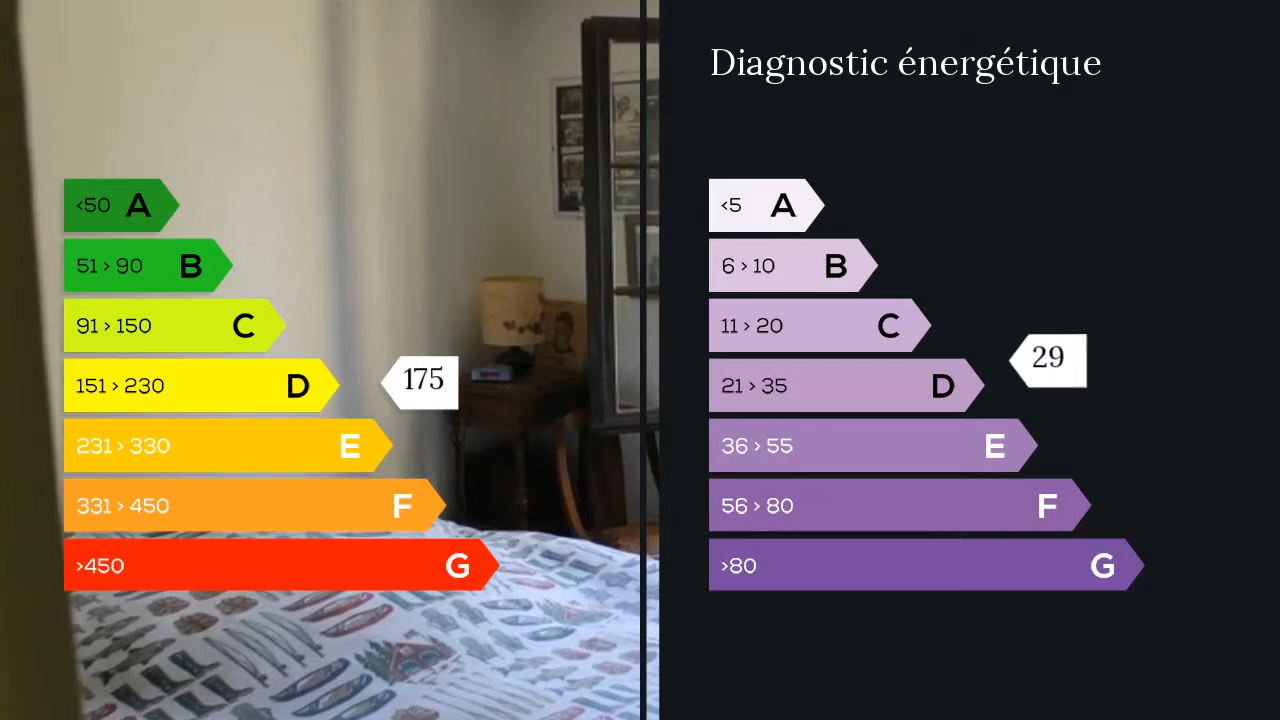 Diagnostic énergétique
<50 A
51 > 90 B
91 > 150 C
151 > 230 D
175
231 > 330 E
331 > 450 F
>450 G
<5 A
6 > 10 B
11 > 20 C
29
21 > 35 D
36 > 55 E
56 > 80 F
>80 G